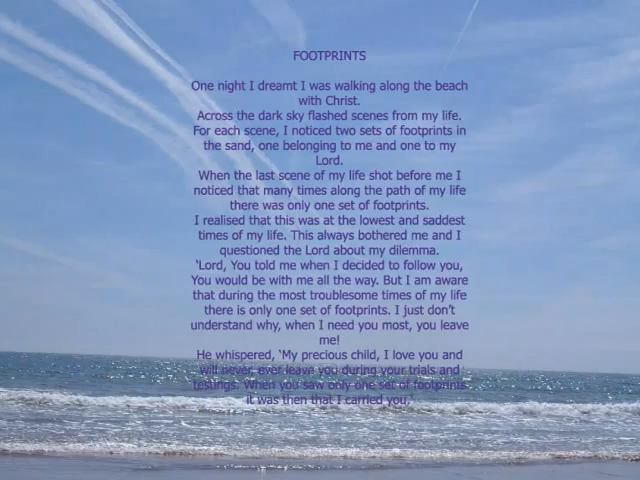 FOOTPRINTS
One night I dreamt I was walking along the beach
with Christ.
Across the dark sky flashed scenes from my life.
For each scene, I noticed two sets of footprints in
the sand, one belonging to me and one to my
Lord.
When the last scene of my life shot before me I
noticed that many times along the path of my life
there was only one set of footprints.
I realised that this was at the lowest and saddest
times of my life. This always bothered me and I
questioned the Lord about my dilemma.
‘Lord, You told me when I decided to follow you,
You would be with me all the way. But I am aware
that during the most troublesome times of my life
there is only one set of footprints. I just don’t
understand why, when I need you most, you leave
me!
He whispered, ‘My precious child, I love you and
will never, ever leave you during your trials and
testings. When you saw only one set of footprints
it was then that I carried you,’